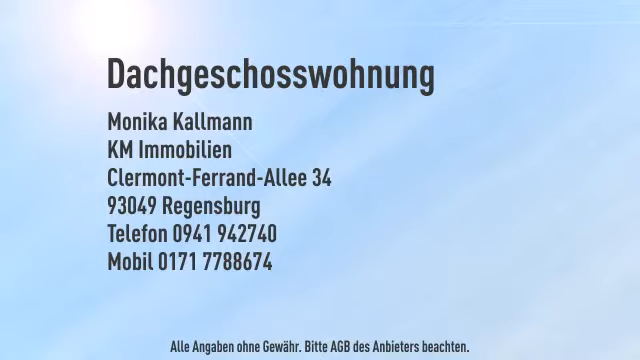 Dachgeschosswohnung
Monika Kallmann
KM Immobilien
Clermont-Ferrand-Allee 34
93049 Regensburg
Telefon 0941 942740
Mobil 0171 7788674
Alle Angaben ohne Gewähr. Bitte AGB des Anbieters beachten.